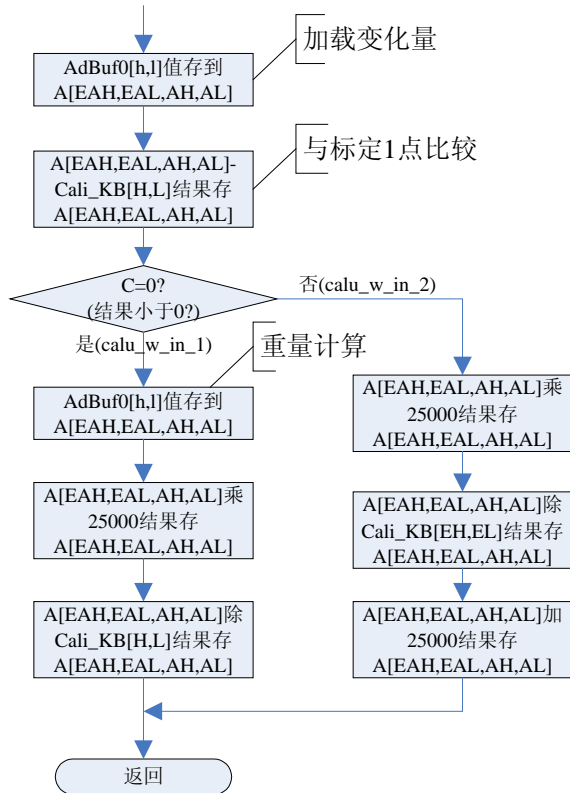 加载变化量
AdBuf0[h,l]值存到
A[EAH,EAL,AH,AL]
与标定1点比较
A[EAH,EAL,AH,AL]-
Cali_KB[H,L]结果存
A[EAH,EAL,AH,AL]
C=0?
(结果小于0?)
否(calu_w_in_2)
是(calu_w_in_1)
重量计算
AdBuf0[h,l]值存到
A[EAH,EAL,AH,AL]
A[EAH,EAL,AH,AL]乘
25000结果存
A[EAH,EAL,AH,AL]
A[EAH,EAL,AH,AL]除
Cali_KB[H,L]结果存
A[EAH,EAL,AH,AL]
A[EAH,EAL,AH,AL]乘
25000结果存
A[EAH,EAL,AH,AL]
A[EAH,EAL,AH,AL]除
Cali_KB[EH,EL]结果存
A[EAH,EAL,AH,AL]
A[EAH,EAL,AH,AL]加
25000结果存
A[EAH,EAL,AH,AL]
返回